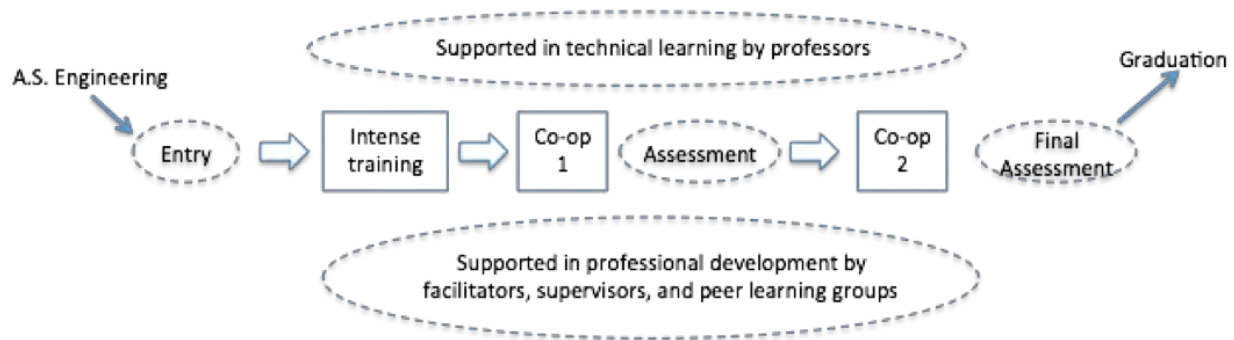 Supported in technical learning by professors
A.S. Engineering
Graduation
Entry
Intense
training
Co-op
1
Assessment
Co-op
2
Final
Assessment
Supported in professional development by
facilitators, supervisors, and peer learning groups